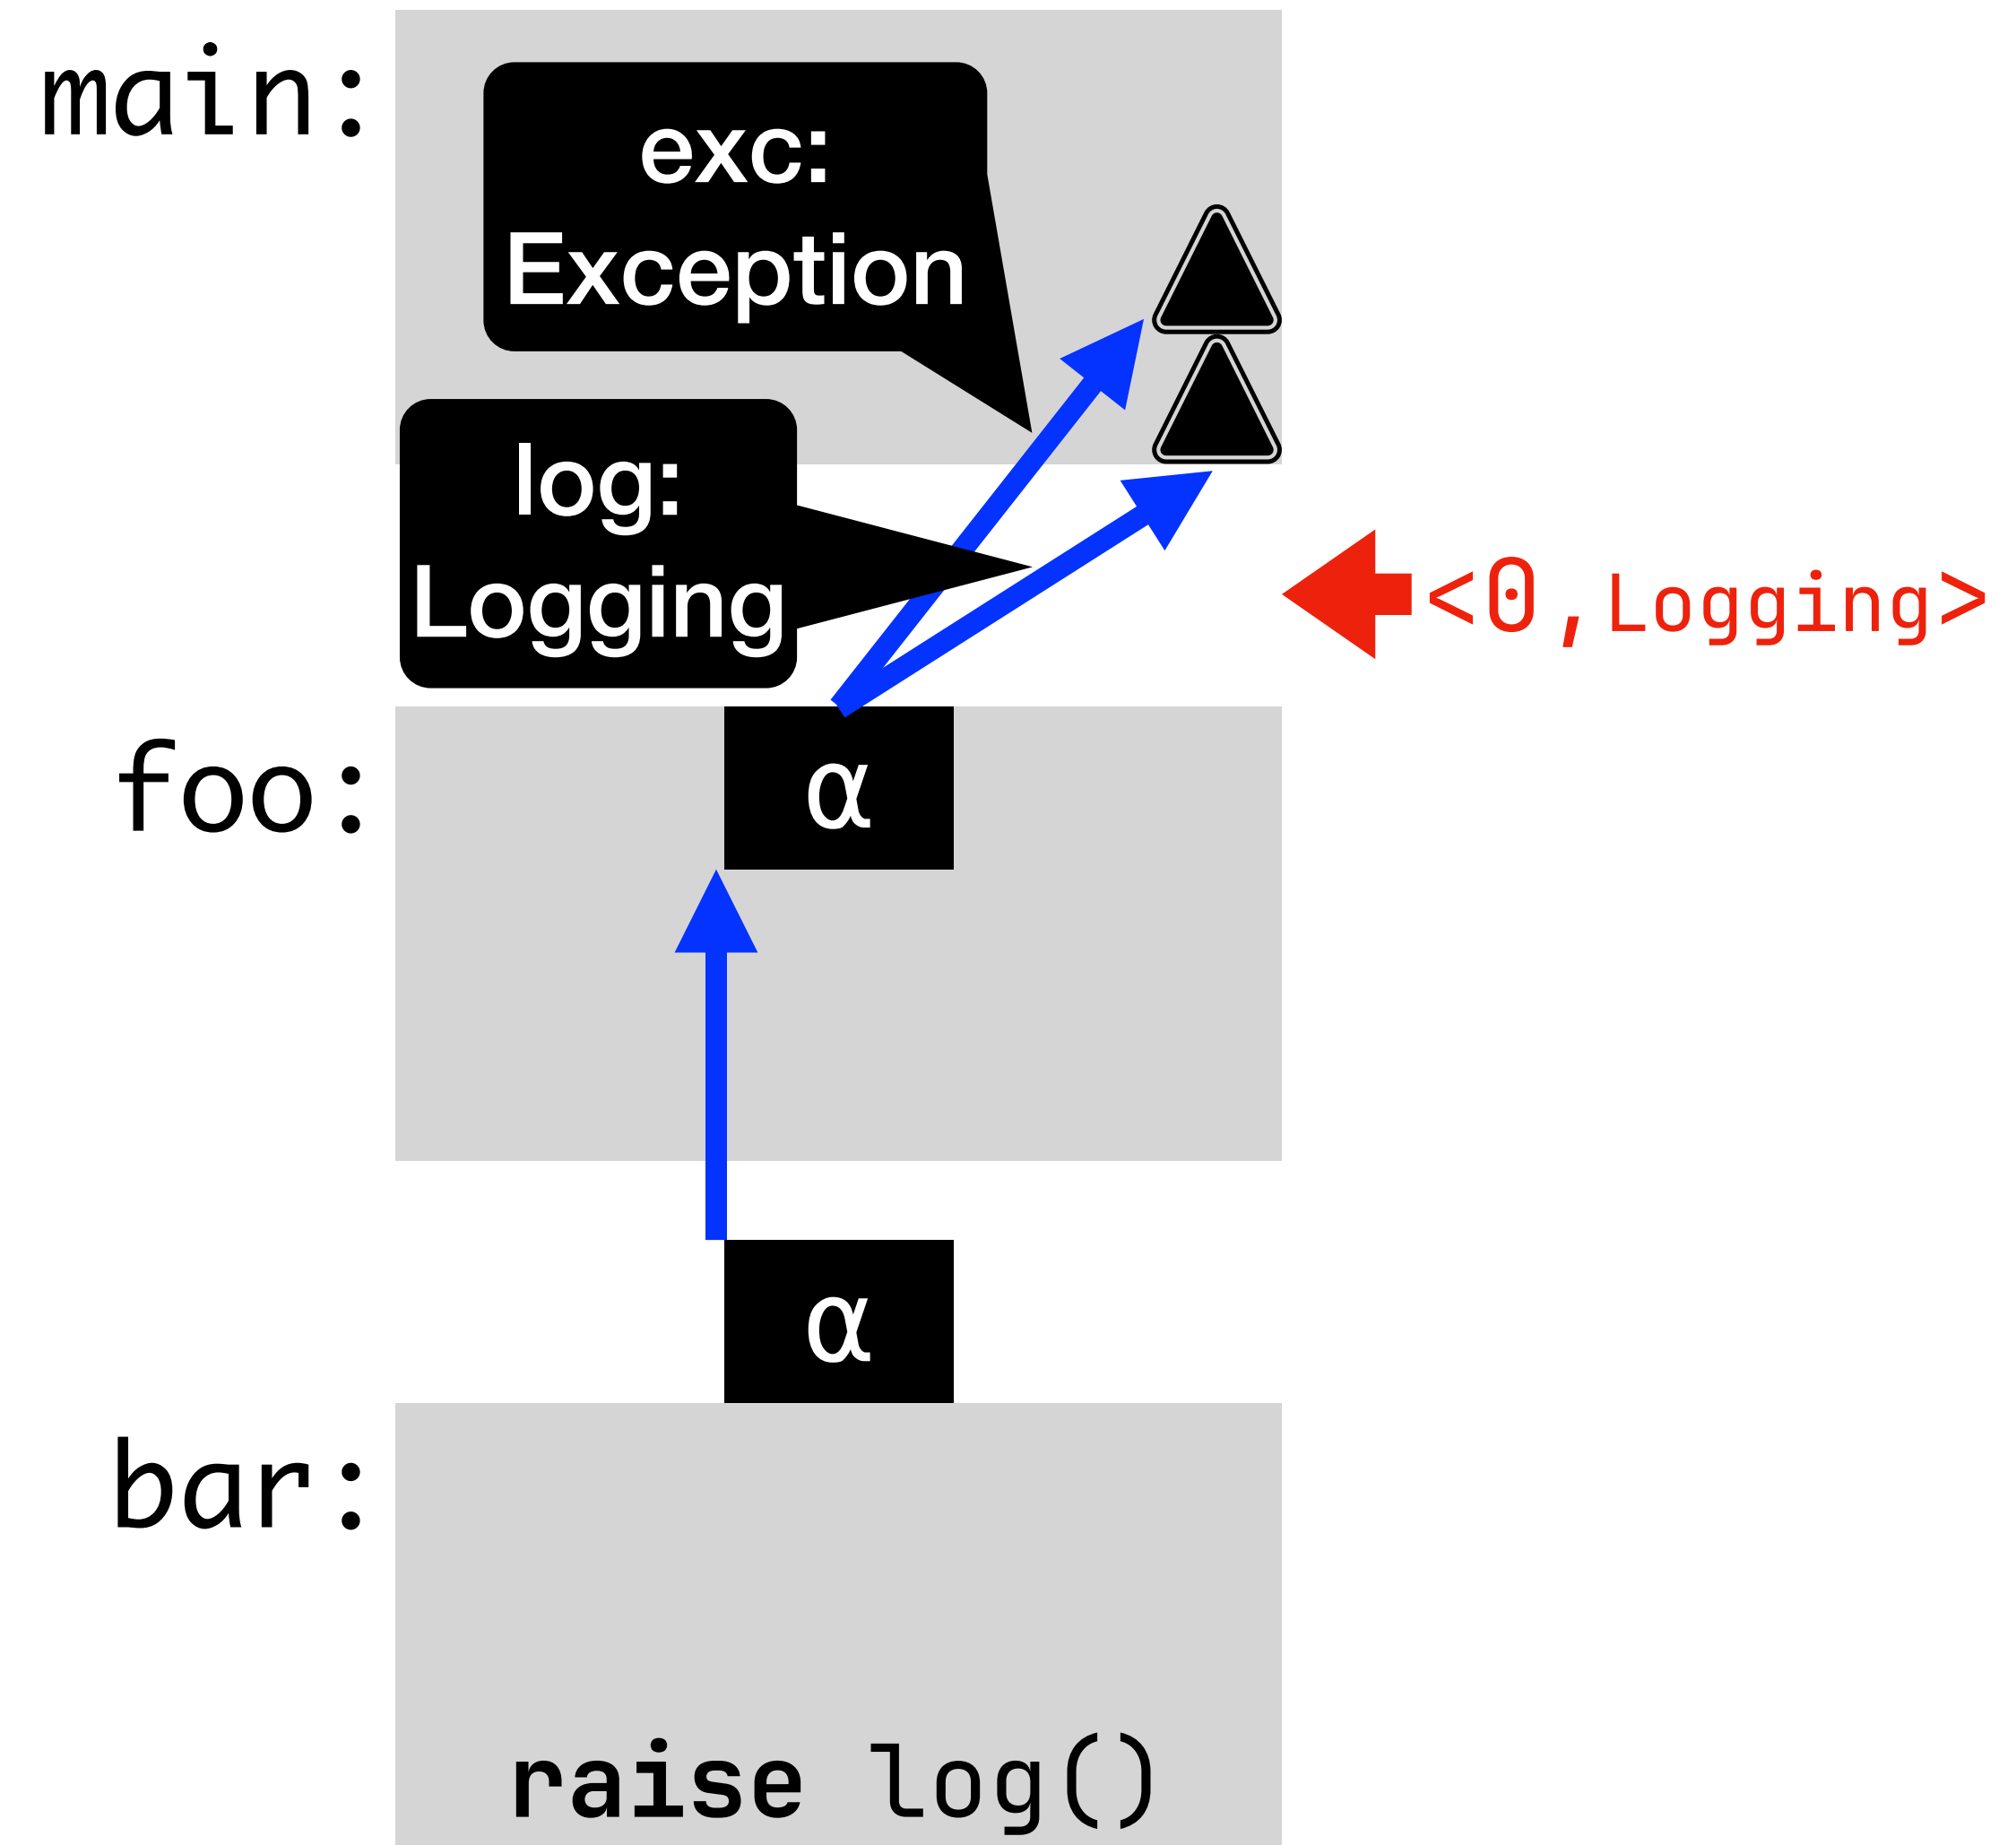 main:
exc:
Exception
log:
Logging
<0,Logging>
foo:
α
α
bar:
raise log()